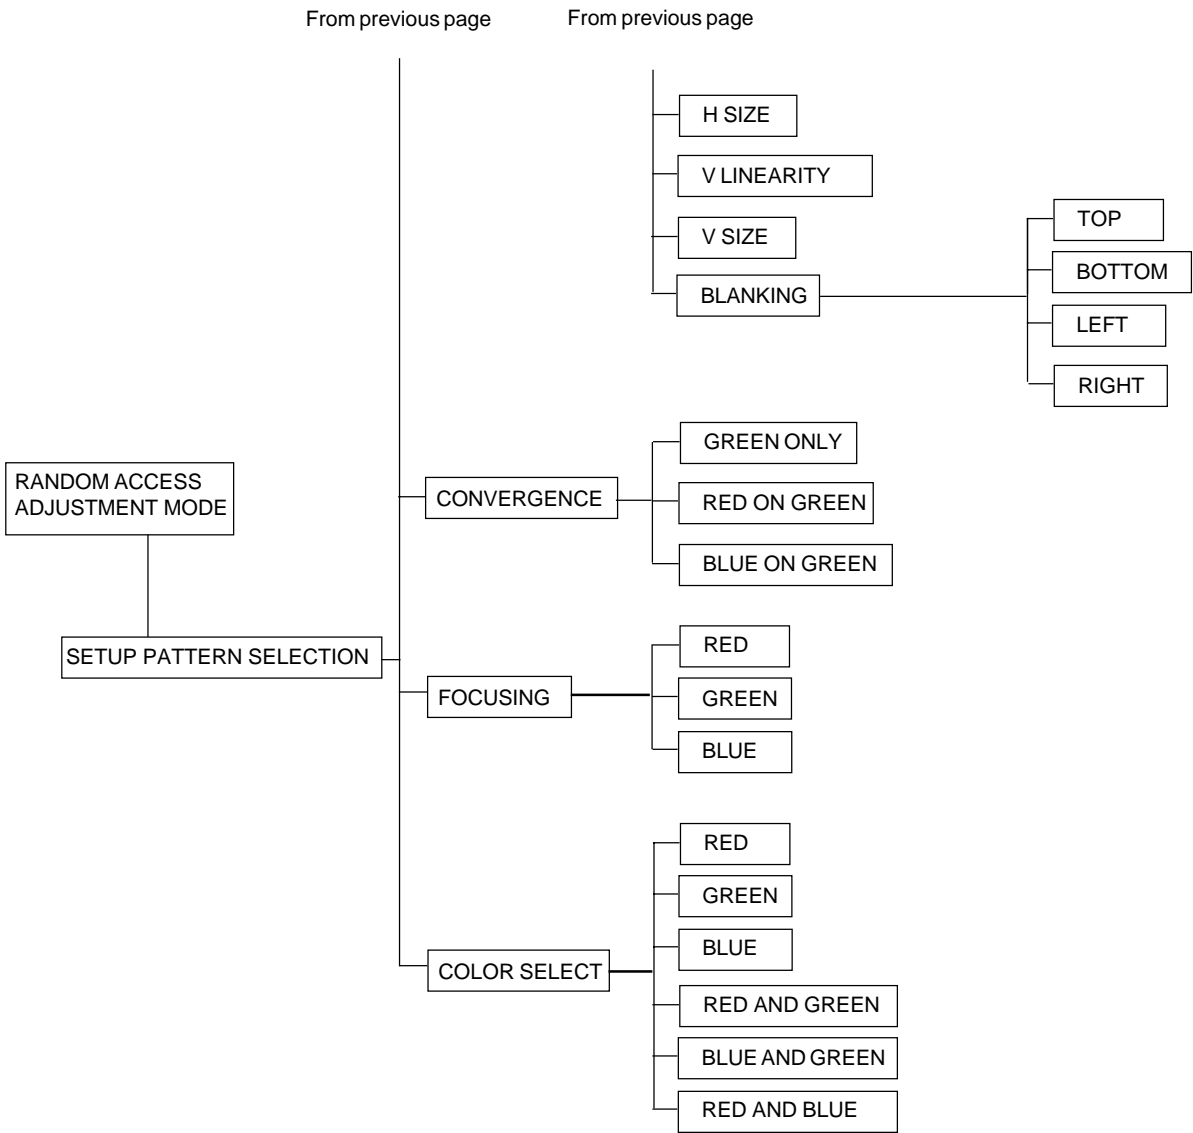 From previous page
From previous page
H SIZE
V LINEARITY
V SIZE
BLANKING
TOP
BOTTOM
LEFT
RIGHT
RANDOM ACCESS
ADJUSTMENT MODE
SETUP PATTERN SELECTION
CONVERGENCE
GREEN ONLY
RED ON GREEN
BLUE ON GREEN
FOCUSING
RED
GREEN
BLUE
COLOR SELECT
RED
GREEN
BLUE
RED AND GREEN
BLUE AND GREEN
RED AND BLUE